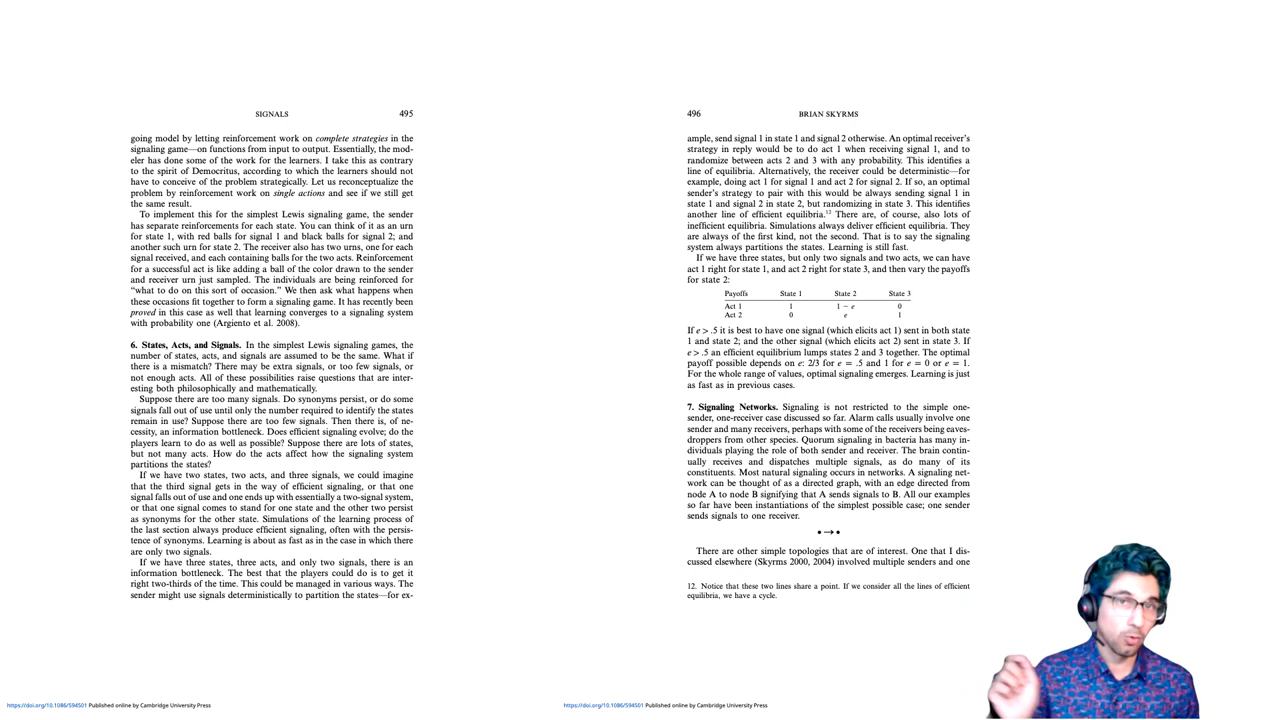 SIGNALS 495
going model by letting reinforcement work on complete strategies in the
signaling game—on functions from input to output. Essentially, the mod-
eler has done some of the work for the learners. I take this as contrary
to the spirit of Democritus, according to which the learners should not
have to conceive of the problem strategically. Let us reconceptualize the
problem by reinforcement work on single actions and see if we still get
the same result.
To implement this for the simplest Lewis signaling game, the sender
has separate reinforcements for each state. You can think of it as an urn
for state 1, with red balls for signal 1 and black balls for signal 2; and
another such urn for state 2. The receiver also has two urns, one for each
signal received, and each containing balls for the two acts. Reinforcement
for a successful act is like adding a ball of the color drawn to the sender
and receiver urn just sampled. The individuals are being reinforced for
“what to do on this sort of occasion.” We then ask what happens when
these occasions fit together to form a signaling game. It has recently been
proved in this case as well that learning converges to a signaling system
with probability one (Argiento et al. 2008).
6. States, Acts, and Signals. In the simplest Lewis signaling games, the
number of states, acts, and signals are assumed to be the same. What if
there is a mismatch? There may be extra signals, or too few signals, or
not enough acts. All of these possibilities raise questions that are inter-
esting both philosophically and mathematically.
Suppose there are too many signals. Do synonyms persist, or do some
signals fall out of use until only the number required to identify the states
remain in use? Suppose there are too few signals. Then there is, of ne-
cessity, an information bottleneck. Does efficient signaling evolve; do the
players learn to do as well as possible? Suppose there are lots of states,
but not many acts. How do the acts affect how the signaling system
partitions the states?
If we have two states, two acts, and three signals, we could imagine
that the third signal gets in the way of efficient signaling, or that one
signal falls out of use and one ends up with essentially a two-signal system,
or that one signal comes to stand for one state and the other two persist
as synonyms for the other state. Simulations of the learning process of
the last section always produce efficient signaling, often with the persis-
tence of synonyms. Learning is about as fast as in the case in which there
are only two signals.
If we have three states, three acts, and only two signals, there is an
information bottleneck. The best that the players could do is to get it
right two-thirds of the time. This could be managed in various ways. The
sender might use signals deterministically to partition the states—for ex-
https://doi.org/10.1086/594501 Published online by Cambridge University Press
496 BRIAN SKYRMS
ample, send signal 1 in state 1 and signal 2 otherwise. An optimal receiver’s
strategy in reply would be to do act 1 when receiving signal 1, and to
randomize between acts 2 and 3 with any probability. This identifies a
line of equilibria. Alternatively, the receiver could be deterministic—for
example, doing act 1 for signal 1 and act 2 for signal 2. If so, an optimal
sender’s strategy to pair with this would be always sending signal 1 in
state 1 and signal 2 in state 2, but randomizing in state 3. This identifies
another line of efficient equilibria.12 There are, of course, also lots of
inefficient equilibria. Simulations always deliver efficient equilibria. They
are always of the first kind, not the second. That is to say the signaling
system always partitions the states. Learning is still fast.
If we have three states, but only two signals and two acts, we can have
act 1 right for state 1, and act 2 right for state 3, and then vary the payoffs
for state 2:
Payoffs State 1 State 2 State 3
Act 1 1 1 − e 0
Act 2 0 e 1
If e > .5 it is best to have one signal (which elicits act 1) sent in both state
1 and state 2; and the other signal (which elicits act 2) sent in state 3. If
e > .5 an efficient equilibrium lumps states 2 and 3 together. The optimal
payoff possible depends on e: 2/3 for e = .5 and 1 for e = 0 or e = 1.
For the whole range of values, optimal signaling emerges. Learning is just
as fast as in previous cases.
7. Signaling Networks. Signaling is not restricted to the simple one-
sender, one-receiver case discussed so far. Alarm calls usually involve one
sender and many receivers, perhaps with some of the receivers being eaves-
droppers from other species. Quorum signaling in bacteria has many in-
dividuals playing the role of both sender and receiver. The brain contin-
ually receives and dispatches multiple signals, as do many of its
constituents. Most natural signaling occurs in networks. A signaling net-
work can be thought of as a directed graph, with an edge directed from
node A to node B signifying that A sends signals to B. All our examples
so far have been instantiations of the simplest possible case; one sender
sends signals to one receiver.
•→•
There are other simple topologies that are of interest. One that I dis-
cussed elsewhere (Skyrms 2000, 2004) involved multiple senders and one
12. Notice that these two lines share a point. If we consider all the lines of efficient
equilibria, we have a cycle.
https://doi.org/10.1086/594501 Published online by Cambridge University Press